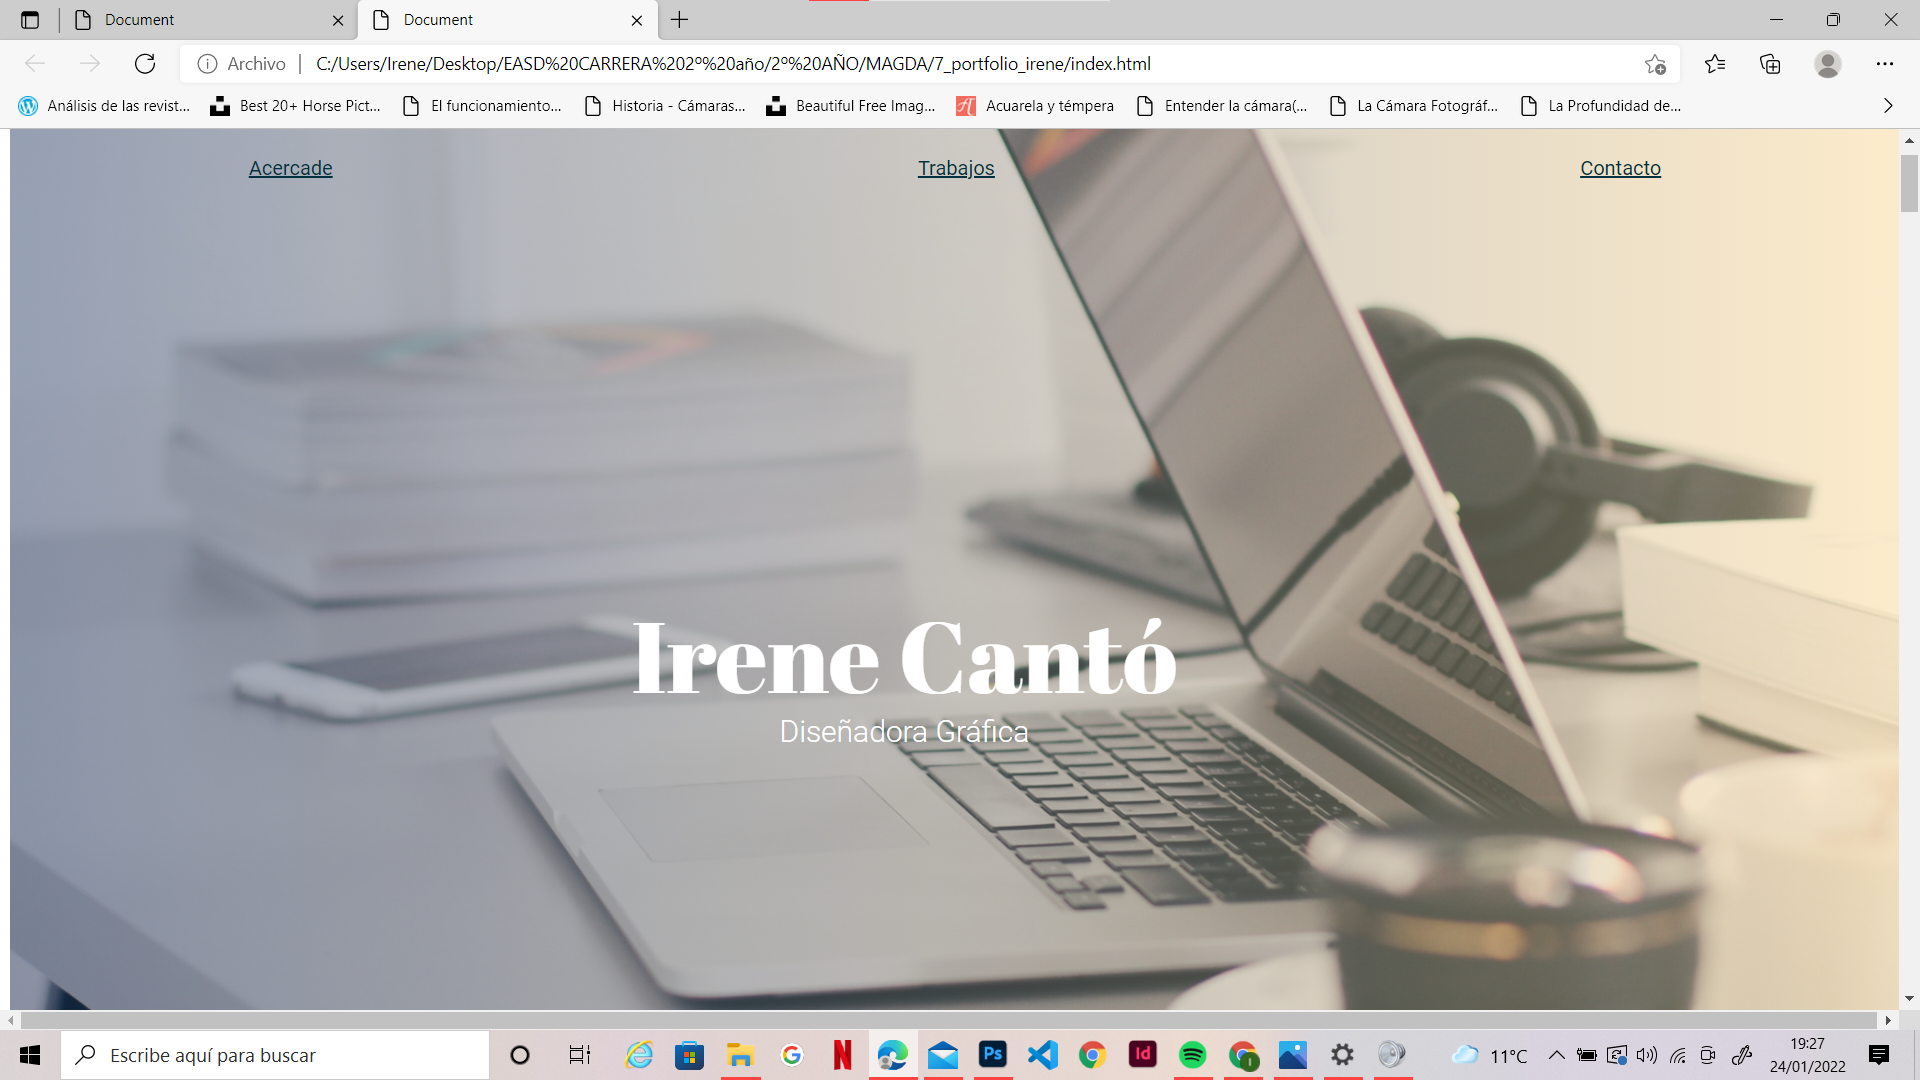 Document
Document
Archivo
C:/Users/Irene/Desktop/EASD%20CARRERA%202º%20año/2º%20AÑO/MAGDA/7_portfolio_irene/index.html
Análisis de las revist...
Best 20+ Horse Pict...
El funcionamiento...
Historia - Cámaras...
Beautiful Free Imag...
Acuarela y témpera
Entender la cámara(...
La Cámara Fotográf...
La Profundidad de...
Acercade
Trabajos
Contacto
Irene Cantó
Diseñadora Gráfica
Escribe aquí para buscar
Ps
Id
11°C
19:27
24/01/2022